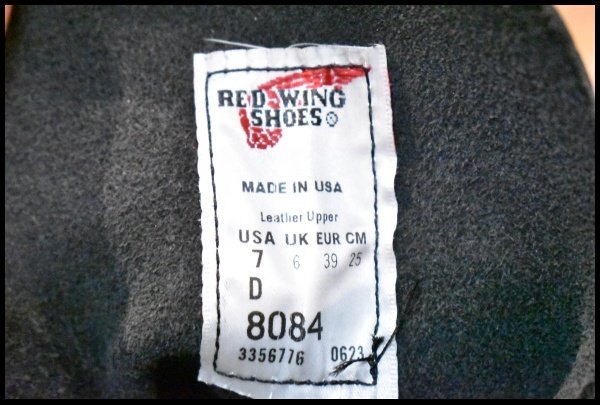 RED WING
SHOES®
MADE IN USA
Leather Upper
USA UK EUR CM
7 6 39 25
D
8084
3356776 0623